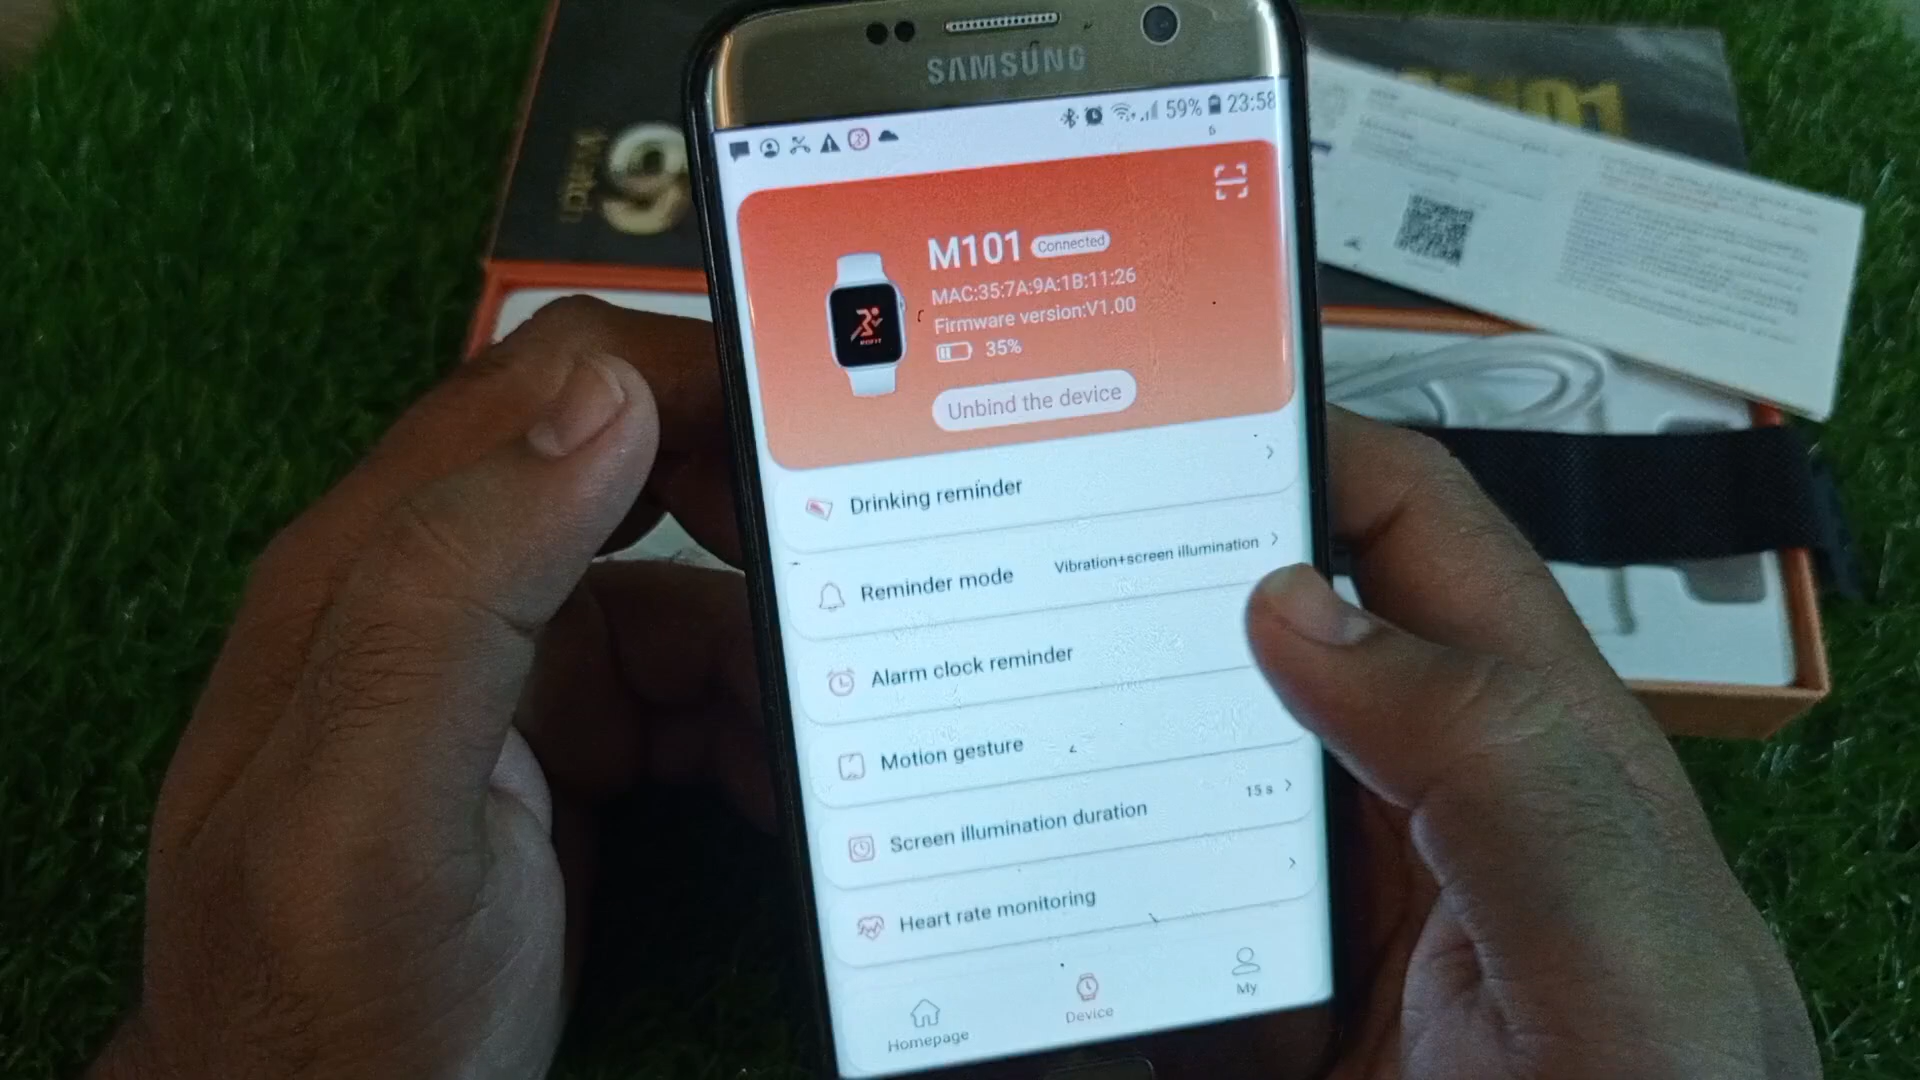 SAMSUNG
59% 23:58
M101 Connected
MAC:35:7A:9A:1B:11:26
Firmware version:V1.00
35%
Unbind the device
Drinking reminder
Reminder mode Vibration+screen illumination
Alarm clock reminder
Motion gesture
Screen illumination duration 15 s
Heart rate monitoring
Homepage
Device
My
Watch
9